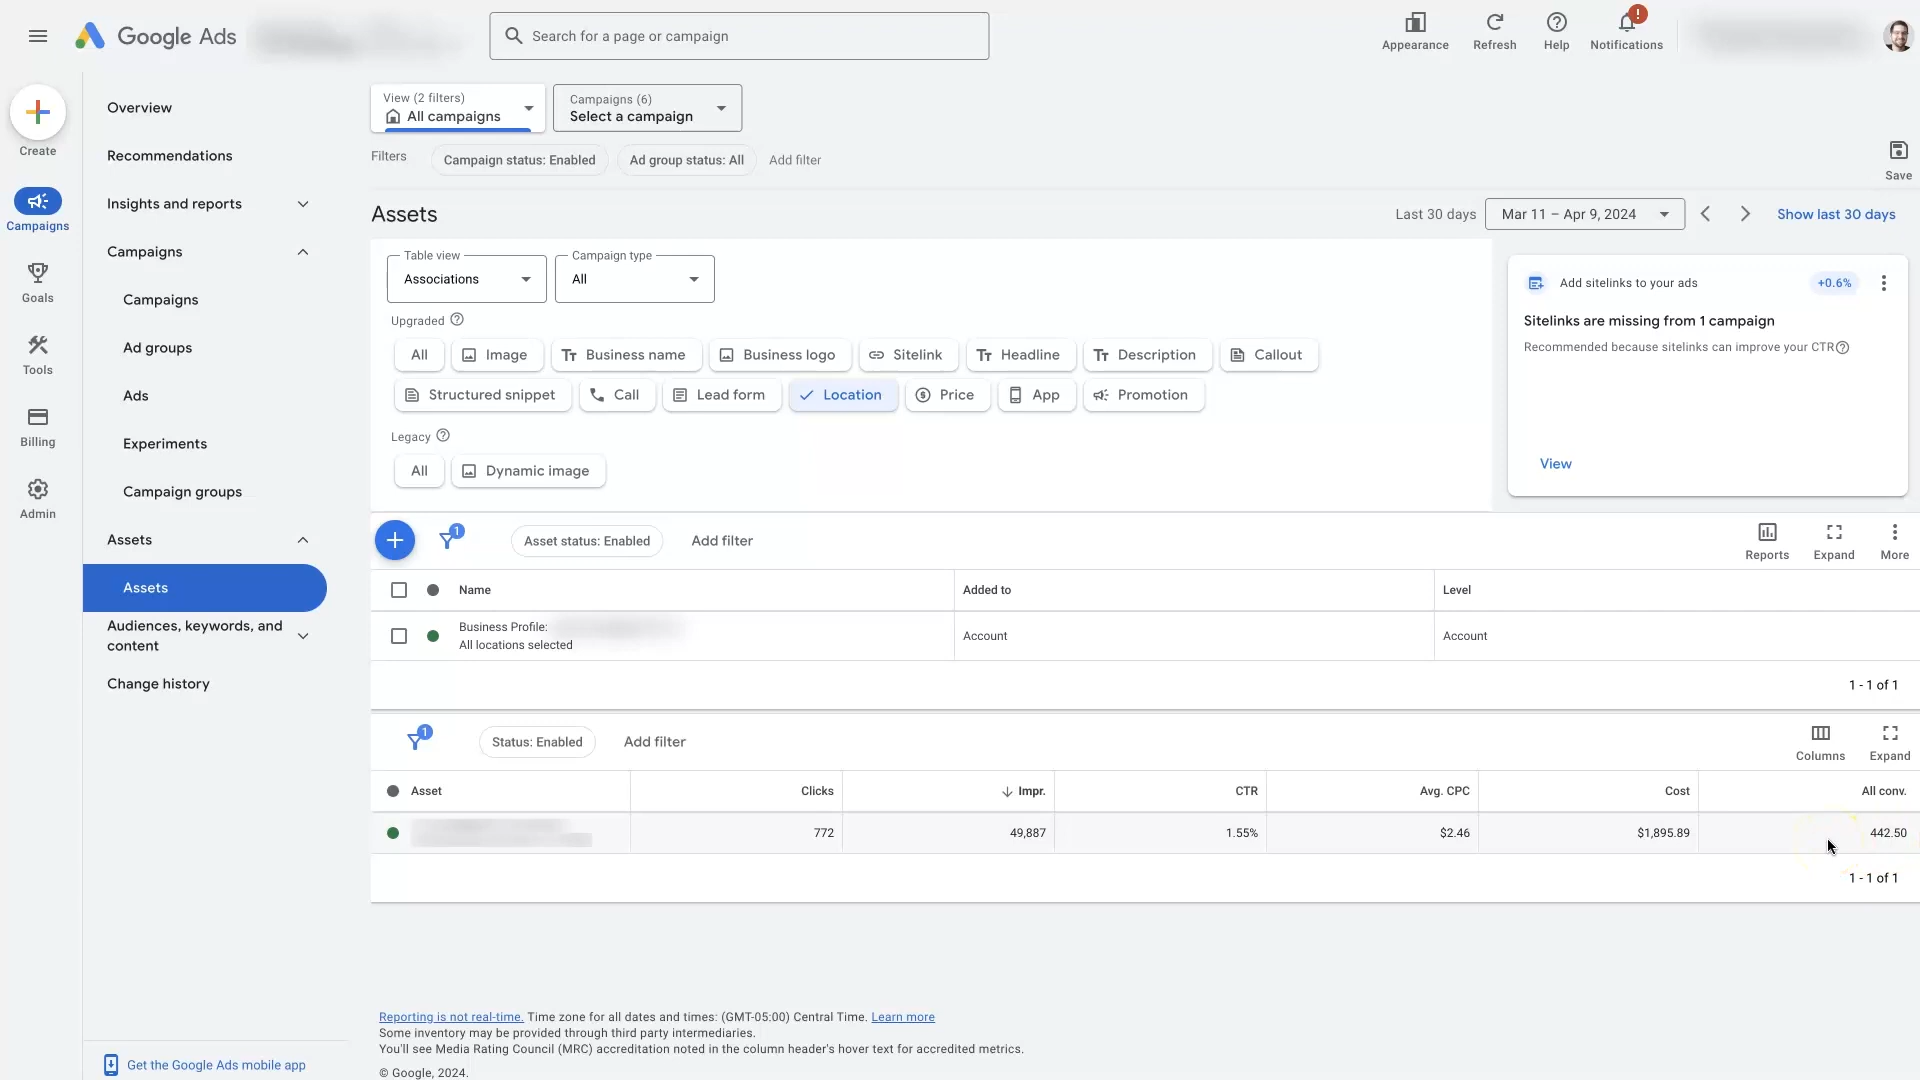 Google Ads
Search for a page or campaign
Appearance
Refresh
Help
!
Notifications
Create
Campaigns
Goals
Tools
Billing
Admin
Overview
Recommendations
Insights and reports
Campaigns
Campaigns
Ad groups
Ads
Experiments
Campaign groups
Assets
Assets
Audiences, keywords, and
content
Change history
Get the Google Ads mobile app
View (2 filters)
All campaigns
Campaigns (6)
Select a campaign
Filters
Campaign status: Enabled
Ad group status: All
Add filter
Save
Assets
Last 30 days
Mar 11 – Apr 9, 2024
Show last 30 days
Table view
Associations
Campaign type
All
Upgraded
All
Image
Business name
Business logo
Sitelink
Headline
Description
Callout
Structured snippet
Call
Lead form
Location
Price
App
Promotion
Legacy
All
Dynamic image
Add sitelinks to your ads
+0.6%
Sitelinks are missing from 1 campaign
Recommended because sitelinks can improve your CTR
View
1
Asset status: Enabled
Add filter
Reports
Expand
More
Name
Added to
Level
Business Profile:
All locations selected
Account
Account
1 - 1 of 1
1
Status: Enabled
Add filter
Columns
Expand
Asset
Clicks
Impr.
CTR
Avg. CPC
Cost
All conv.
772
49,887
1.55%
$2.46
$1,895.89
442.50
1 - 1 of 1
Reporting is not real-time. Time zone for all dates and times: (GMT-05:00) Central Time. Learn more
Some inventory may be provided through third party intermediaries.
You'll see Media Rating Council (MRC) accreditation noted in the column header's hover text for accredited metrics.
© Google, 2024.